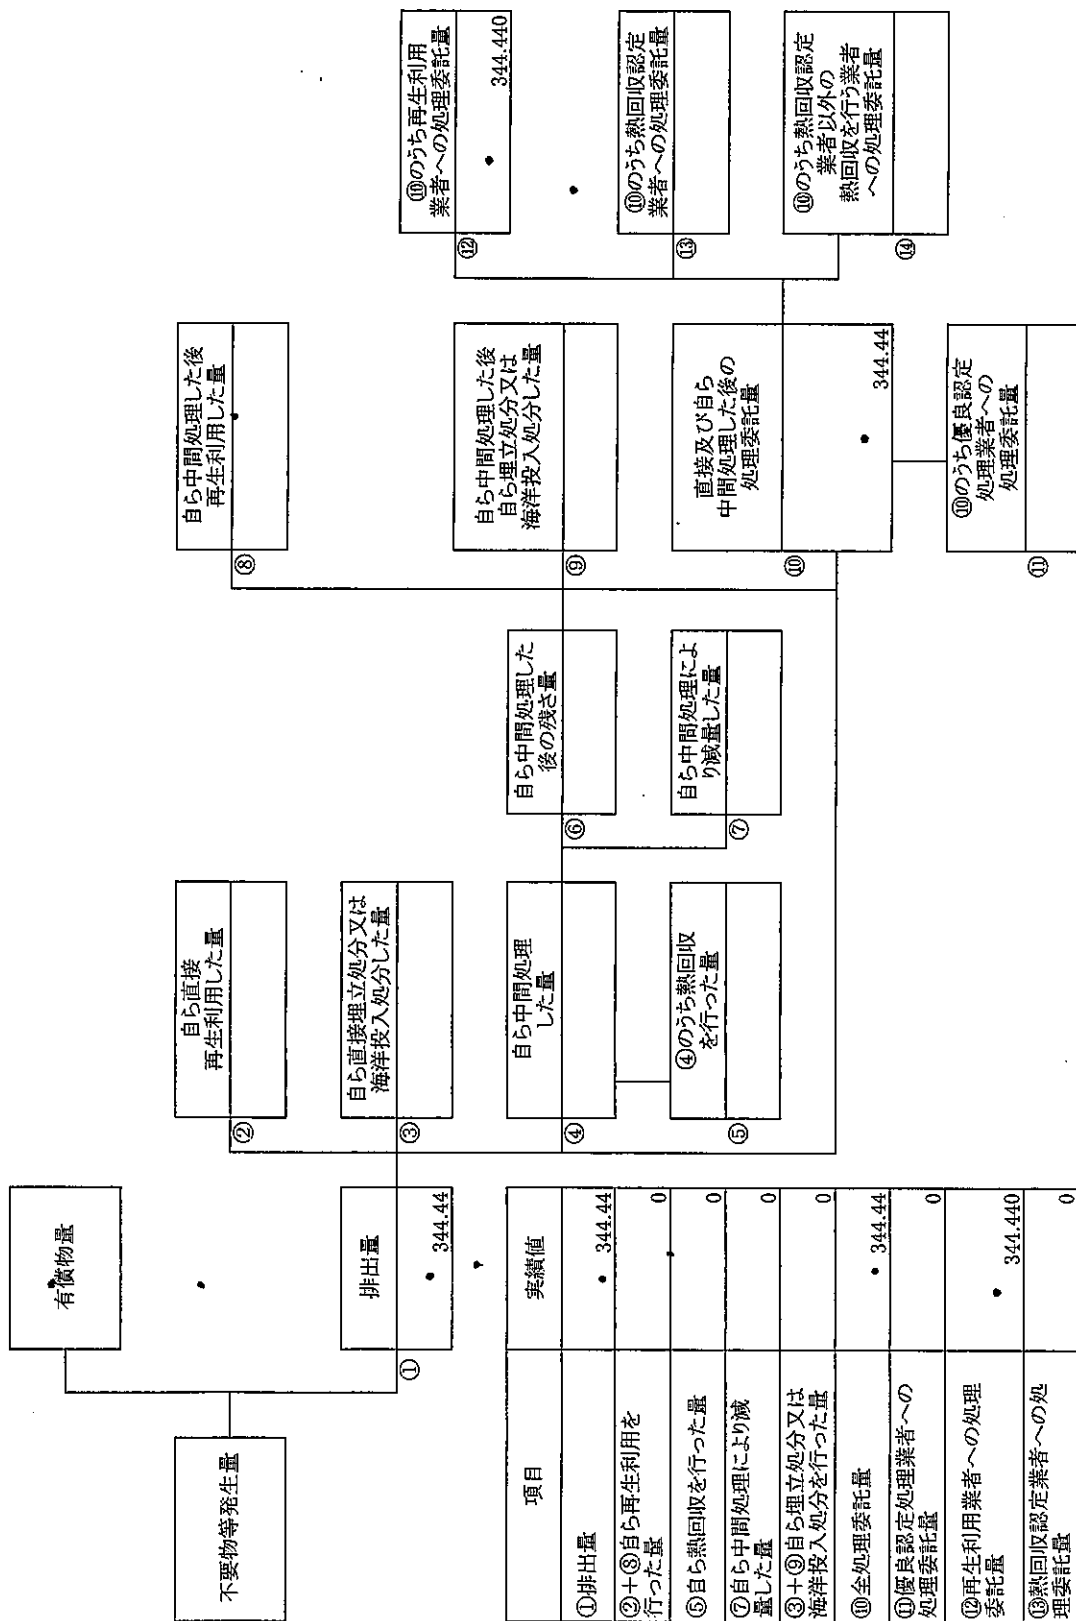 不要物等発生量
有償物量
排出量
①
344.44
②
自ら直接
再生利用した量
③
自ら直接埋立処分又は
海洋投入処分した量
④
自ら中間処理
した量
⑤
④のうち熱回収
を行った量
⑥
自ら中間処理した
後の残さ量
⑦
自ら中間処理によ
り減量した量
⑧
自ら中間処理した後
再生利用した量
⑨
自ら中間処理した後
自ら埋立処分又は
海洋投入処分した量
⑩
直接及び自ら
中間処理した後の
処理委託量
344.44
⑪
⑩のうち優良認定
処理業者への
処理委託量
⑫
⑩のうち再生利用
業者への処理委託量
344.440
⑬
⑩のうち熱回収認定
業者への処理委託量
⑭
⑩のうち熱回収認定
業者以外の
熱回収を行う業者
への処理委託量
項目 実績値
①排出量 344.44
②+⑧自ら再生利用を
行った量 0
⑤自ら熱回収を行った量 0
⑦自ら中間処理により減
量した量 0
③+⑨自ら埋立処分又は
海洋投入処分を行った量 0
⑩全処理委託量 344.44
⑪優良認定処理業者への
処理委託量 0
⑫再生利用業者への処理
委託量 344.440
⑬熱回収認定業者への処
理委託量 0